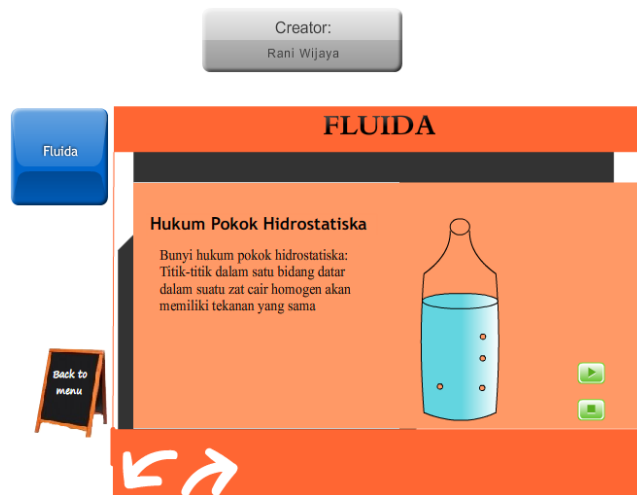 Creator:
Rani Wijaya
FLUIDA
Fluida
Hukum Pokok Hidrostatiska
Bunyi hukum pokok hidrostatiska:
Titik-titik dalam satu bidang datar
dalam suatu zat cair homogen akan
memiliki tekanan yang sama
Back to
menu